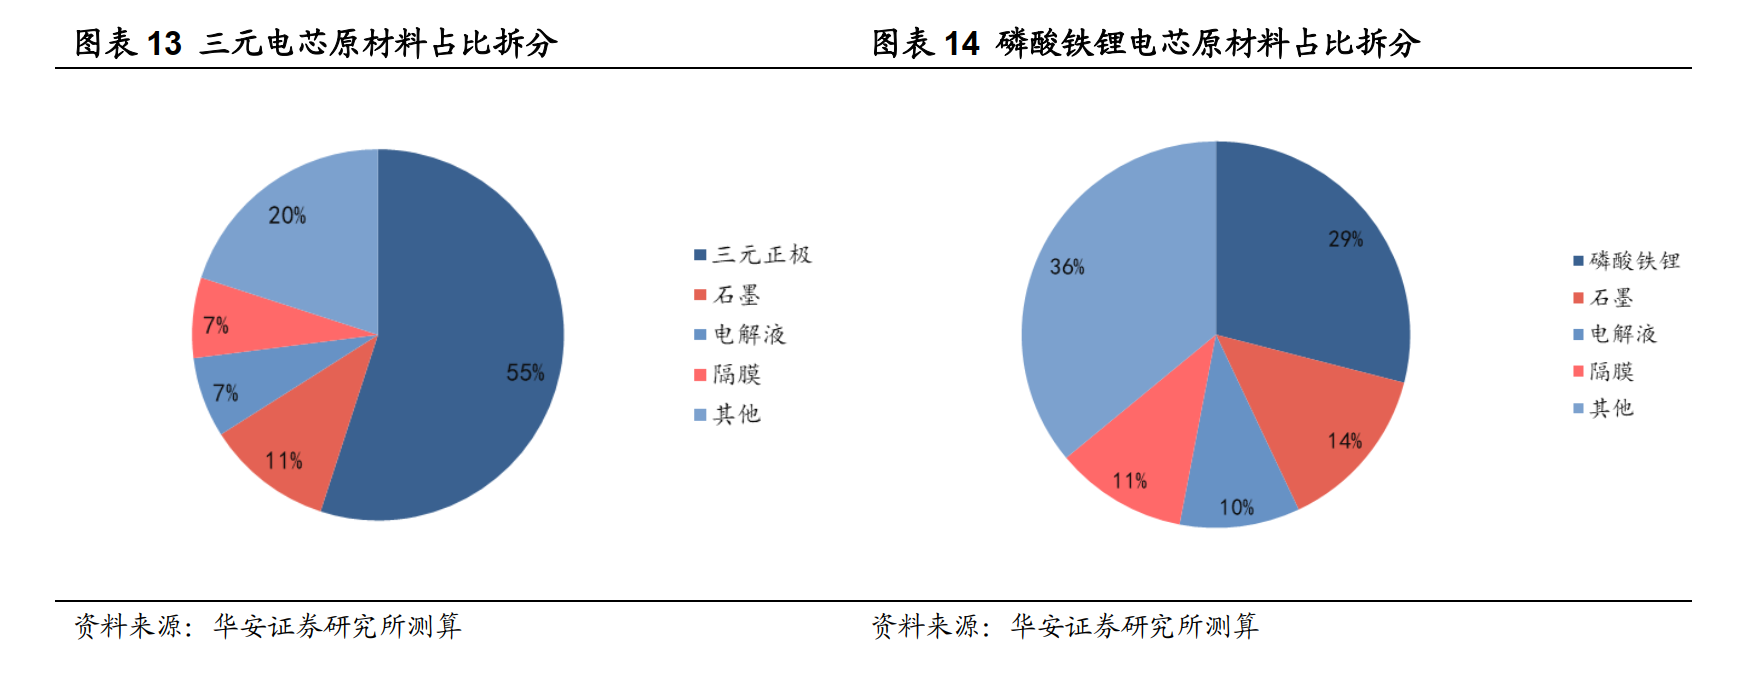 图表 13 三元电芯原材料占比拆分
20%
7%
7%
11%
55%
三元正极
石墨
电解液
隔膜
其他
资料来源：华安证券研究所测算
图表 14 磷酸铁锂电芯原材料占比拆分
29%
36%
14%
11%
10%
磷酸铁锂
石墨
电解液
隔膜
其他
资料来源：华安证券研究所测算